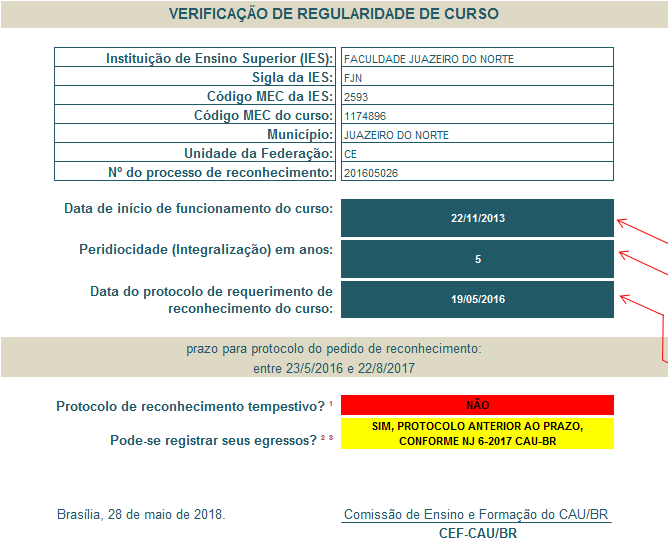 VERIFICAÇÃO DE REGULARIDADE DE CURSO
Instituição de Ensino Superior (IES): FACULDADE JUAZEIRO DO NORTE
Sigla da IES: FJN
Código MEC da IES: 2593
Código MEC do curso: 1174896
Município: JUAZEIRO DO NORTE
Unidade da Federação: CE
Nº do processo de reconhecimento: 201605026
Data de início de funcionamento do curso: 22/11/2013
Peridiocidade (Integralização) em anos: 5
Data do protocolo de requerimento de
reconhecimento do curso: 19/05/2016
prazo para protocolo do pedido de reconhecimento:
entre 23/5/2016 e 22/8/2017
Protocolo de reconhecimento tempestivo? ¹ NÃO
Pode-se registrar seus egressos? ² ³ SIM, PROTOCOLO ANTERIOR AO PRAZO,
CONFORME NJ 6-2017 CAU-BR
Brasília, 28 de maio de 2018. Comissão de Ensino e Formação do CAU/BR
CEF-CAU/BR